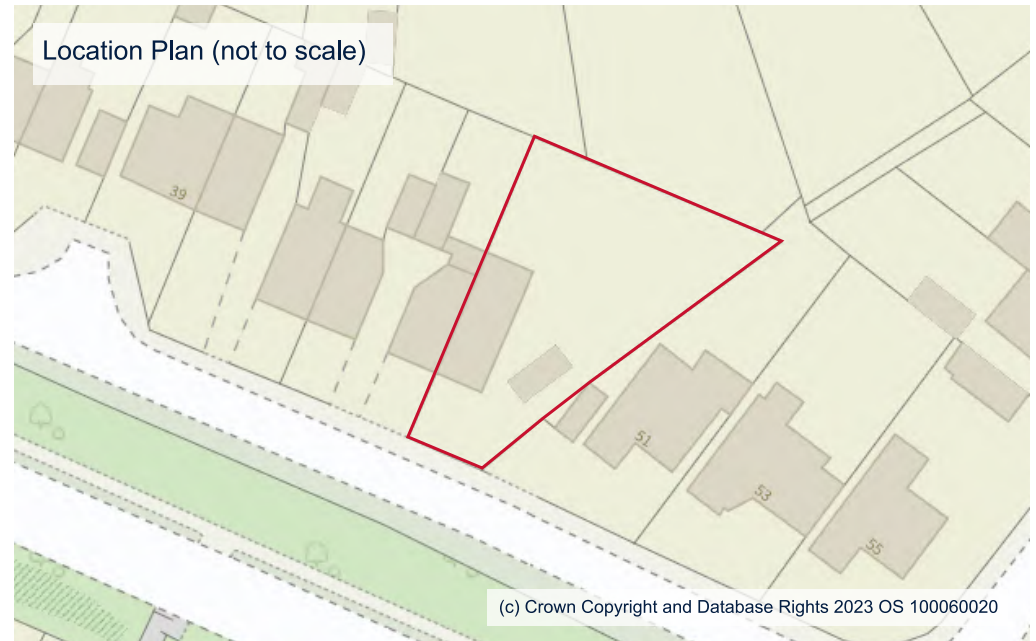 Location Plan (not to scale)
39
51
53
55
(c) Crown Copyright and Database Rights 2023 OS 100060020